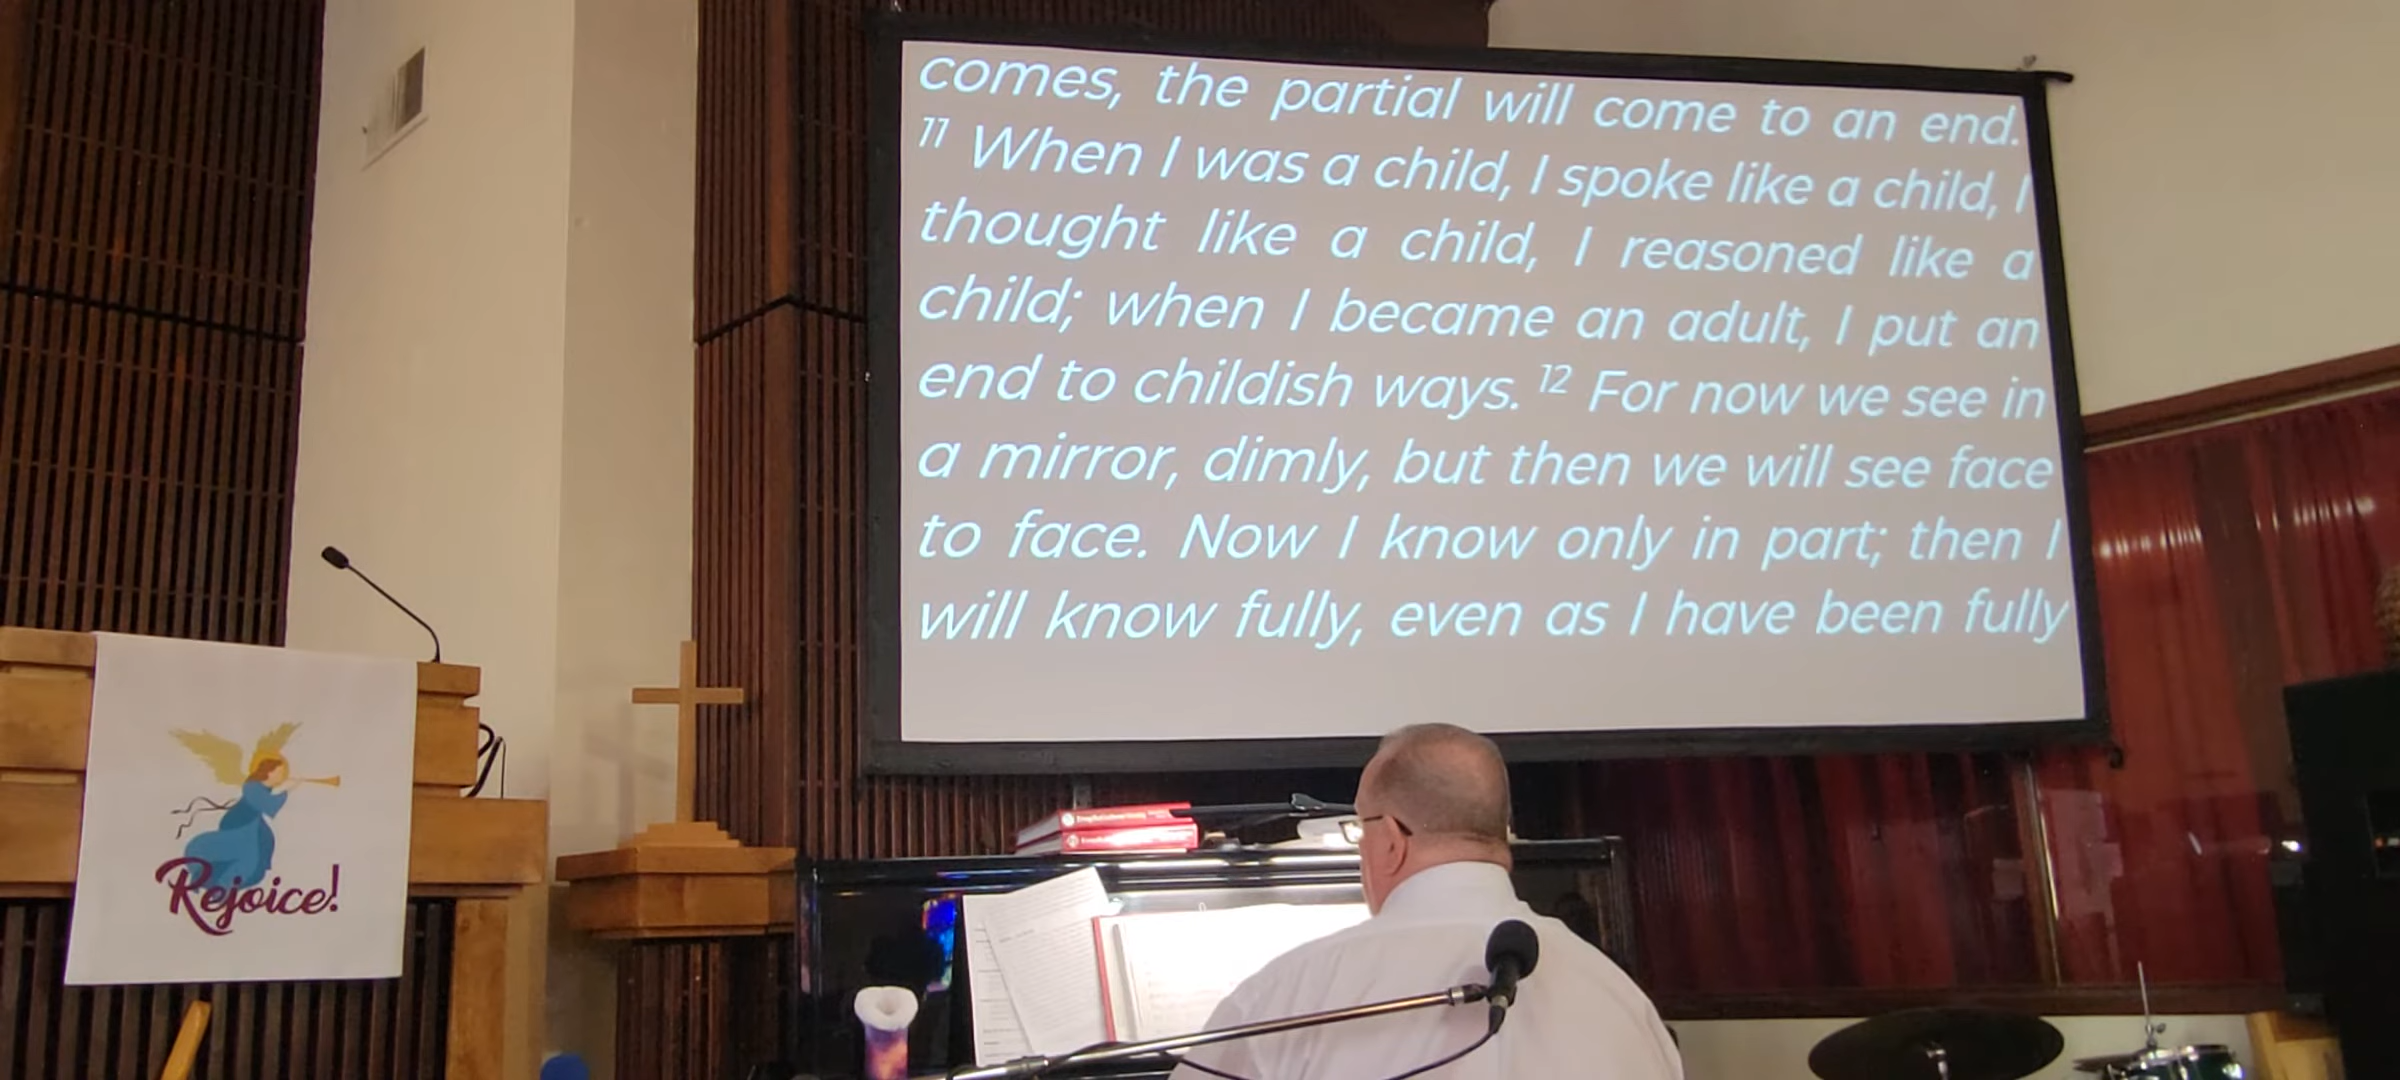 comes, the partial will come to an end.
11 When I was a child, I spoke like a child, I
thought like a child, I reasoned like a
child; when I became an adult, I put an
end to childish ways. 12 For now we see in
a mirror, dimly, but then we will see face
to face. Now I know only in part; then I
will know fully, even as I have been fully
Rejoice!